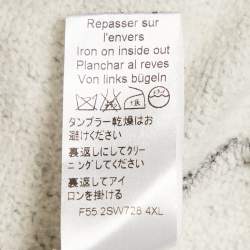 Repasser sur
l'envers
Iron on inside out
Planchar al reves
Von links bügeln
タンブラー乾燥はお
避けください
裏返しにしてクリー
ニングしてください
裏返してアイ
ロンを掛ける
F55 2SW728 4XL